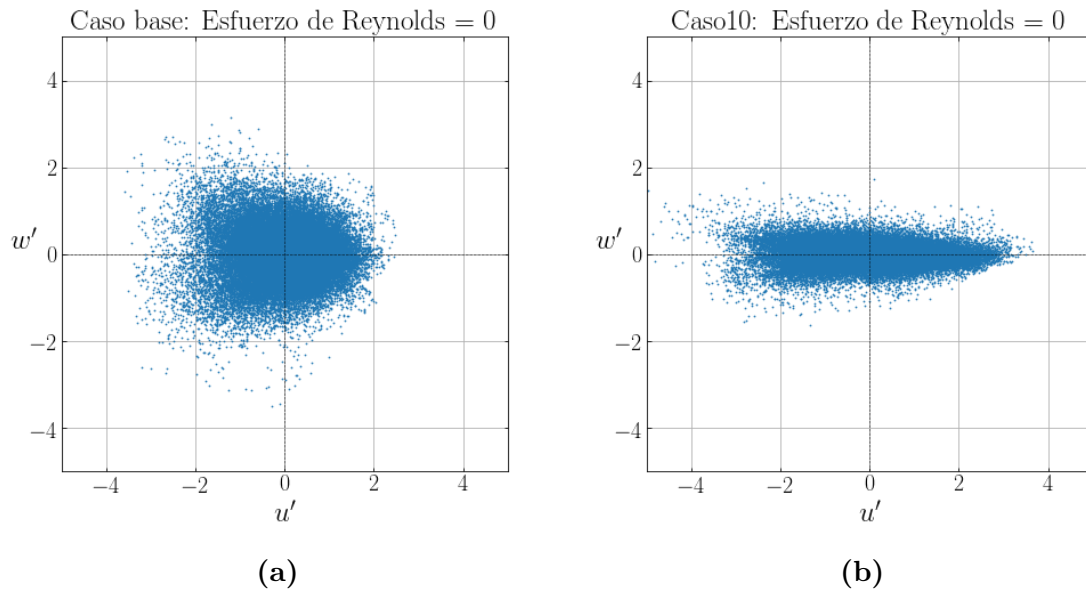 Caso base: Esfuerzo de Reynolds = 0
4
2
0
−2
−4
w′
−4 −2 0 2 4
u′
(a)
Caso10: Esfuerzo de Reynolds = 0
4
2
0
−2
−4
w′
−4 −2 0 2 4
u′
(b)